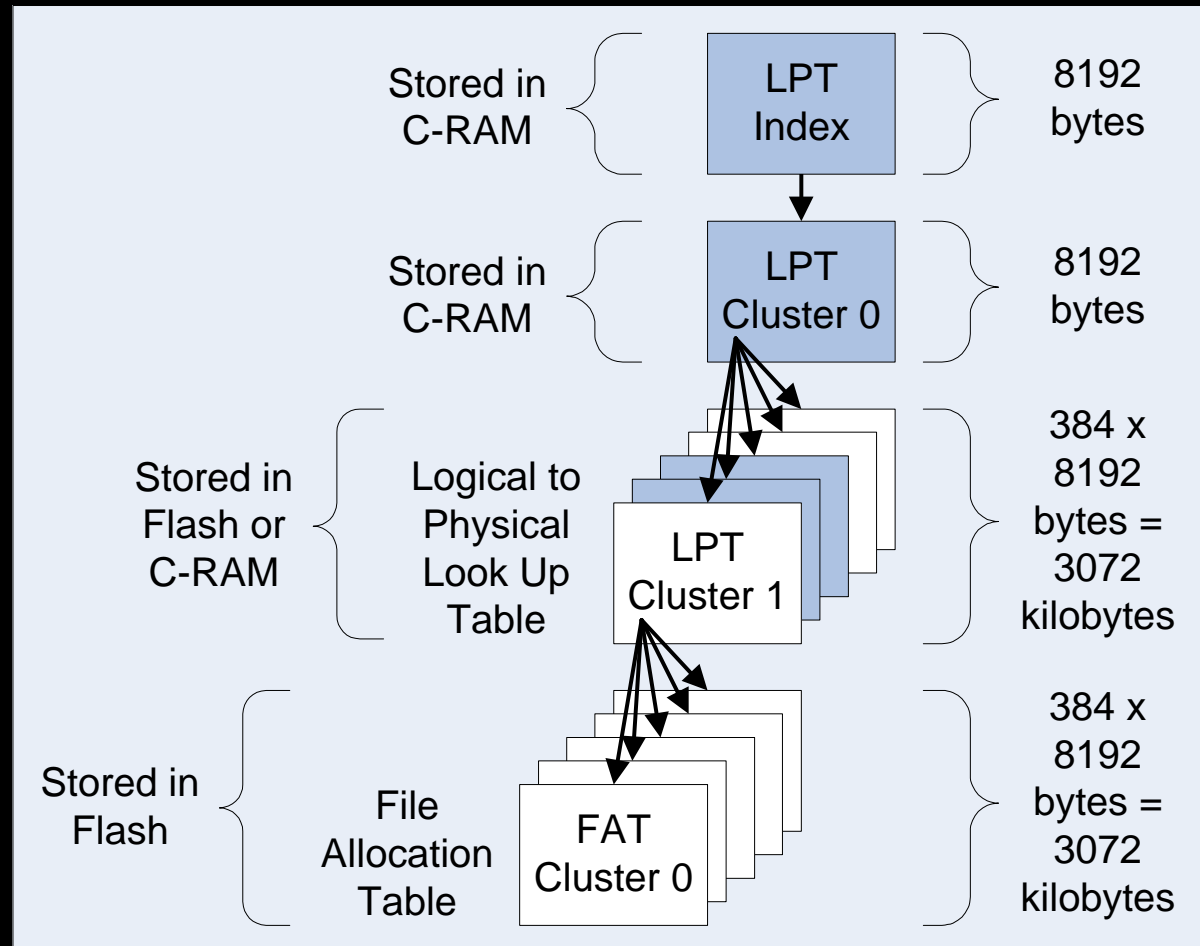 Stored in
C-RAM
LPT
Index
8192
bytes
Stored in
C-RAM
LPT
Cluster 0
8192
bytes
Stored in
Flash or
C-RAM
Logical to
Physical
Look Up
Table
LPT
Cluster 1
384 x
8192
bytes =
3072
kilobytes
Stored in
Flash
File
Allocation
Table
FAT
Cluster 0
384 x
8192
bytes =
3072
kilobytes